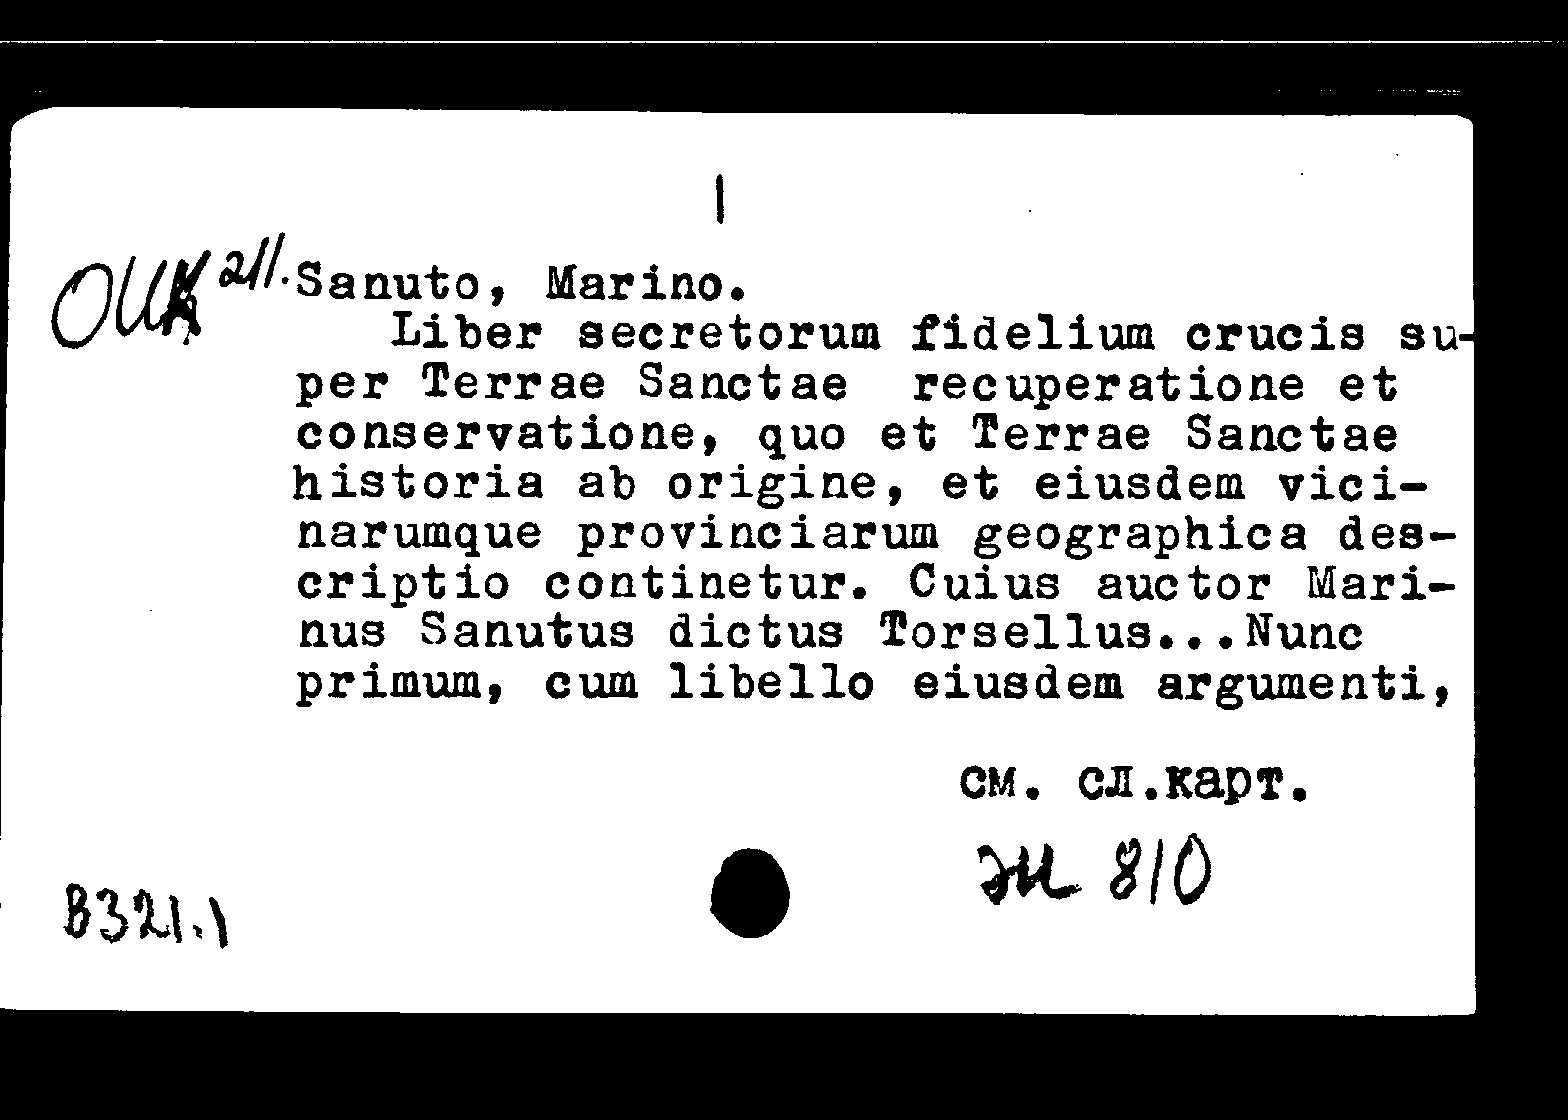 1
ОИК 211.
Sanuto, Marino.
Liber secretorum fidelium crucis su-
per Terrae Sanctae recuperatione et
conservatione, quo et Terrae Sanctae
historia ab origine, et eiusdem vici-
narumque provinciarum geographica des-
criptio continetur. Cuius auctor Mari-
nus Sanutus dictus Torsellus...Nunc
primum, cum libello eiusdem argumenti,
см. сл.карт.
810
В321.1